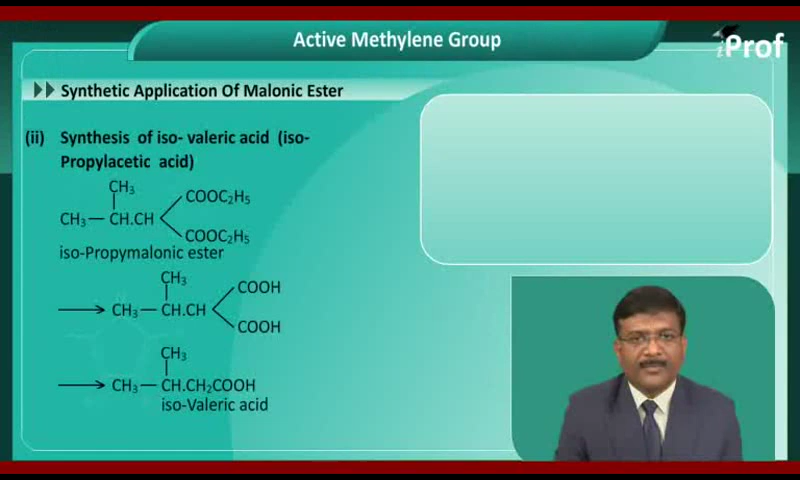 Active Methylene Group
iProf
Synthetic Application Of Malonic Ester
(ii) Synthesis of iso- valeric acid (iso-
Propylacetic acid)
CH₃
COOC₂H₅
CH₃ — CH.CH
COOC₂H₅
iso-Propymalonic ester
CH₃
COOH
CH₃ — CH.CH
COOH
CH₃
CH₃ — CH.CH₂COOH
iso-Valeric acid